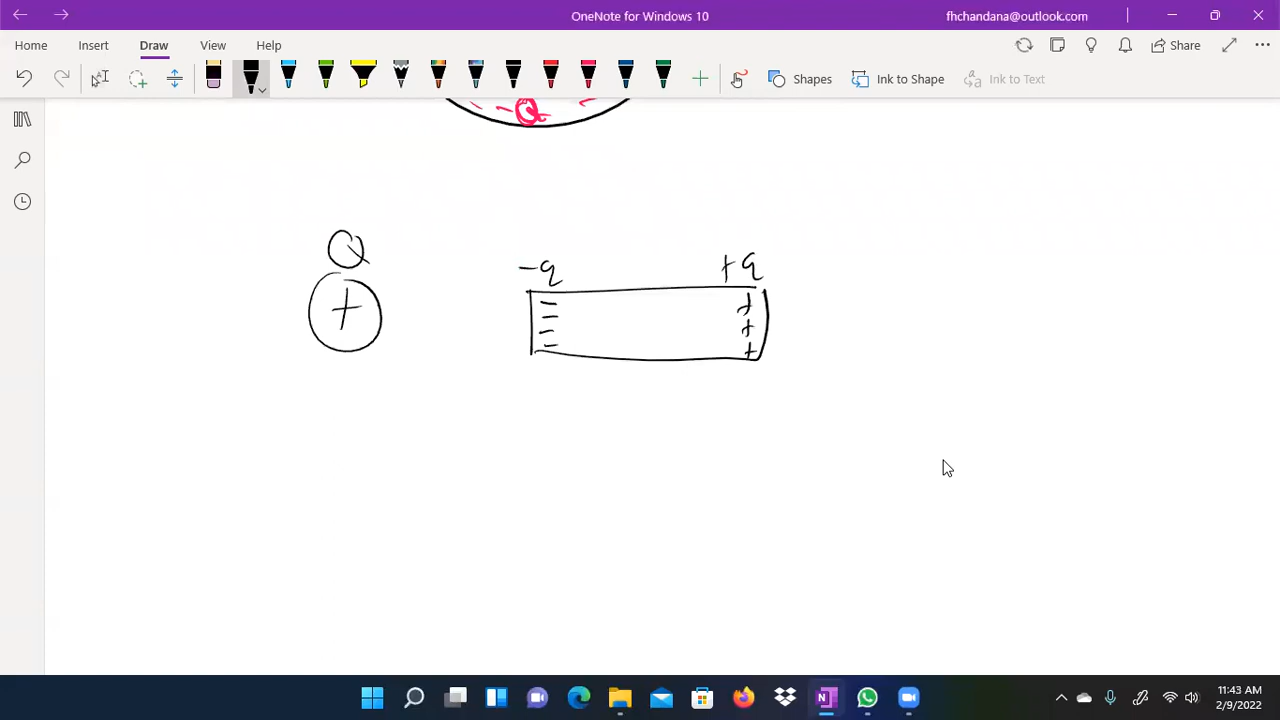 OneNote for Windows 10
fhchandana@outlook.com
Home Insert Draw View Help
Share
Shapes
Ink to Shape
Ink to Text
- Q
Q
+
-q
+q
- +
- +
- +
-
11:43 AM
2/9/2022